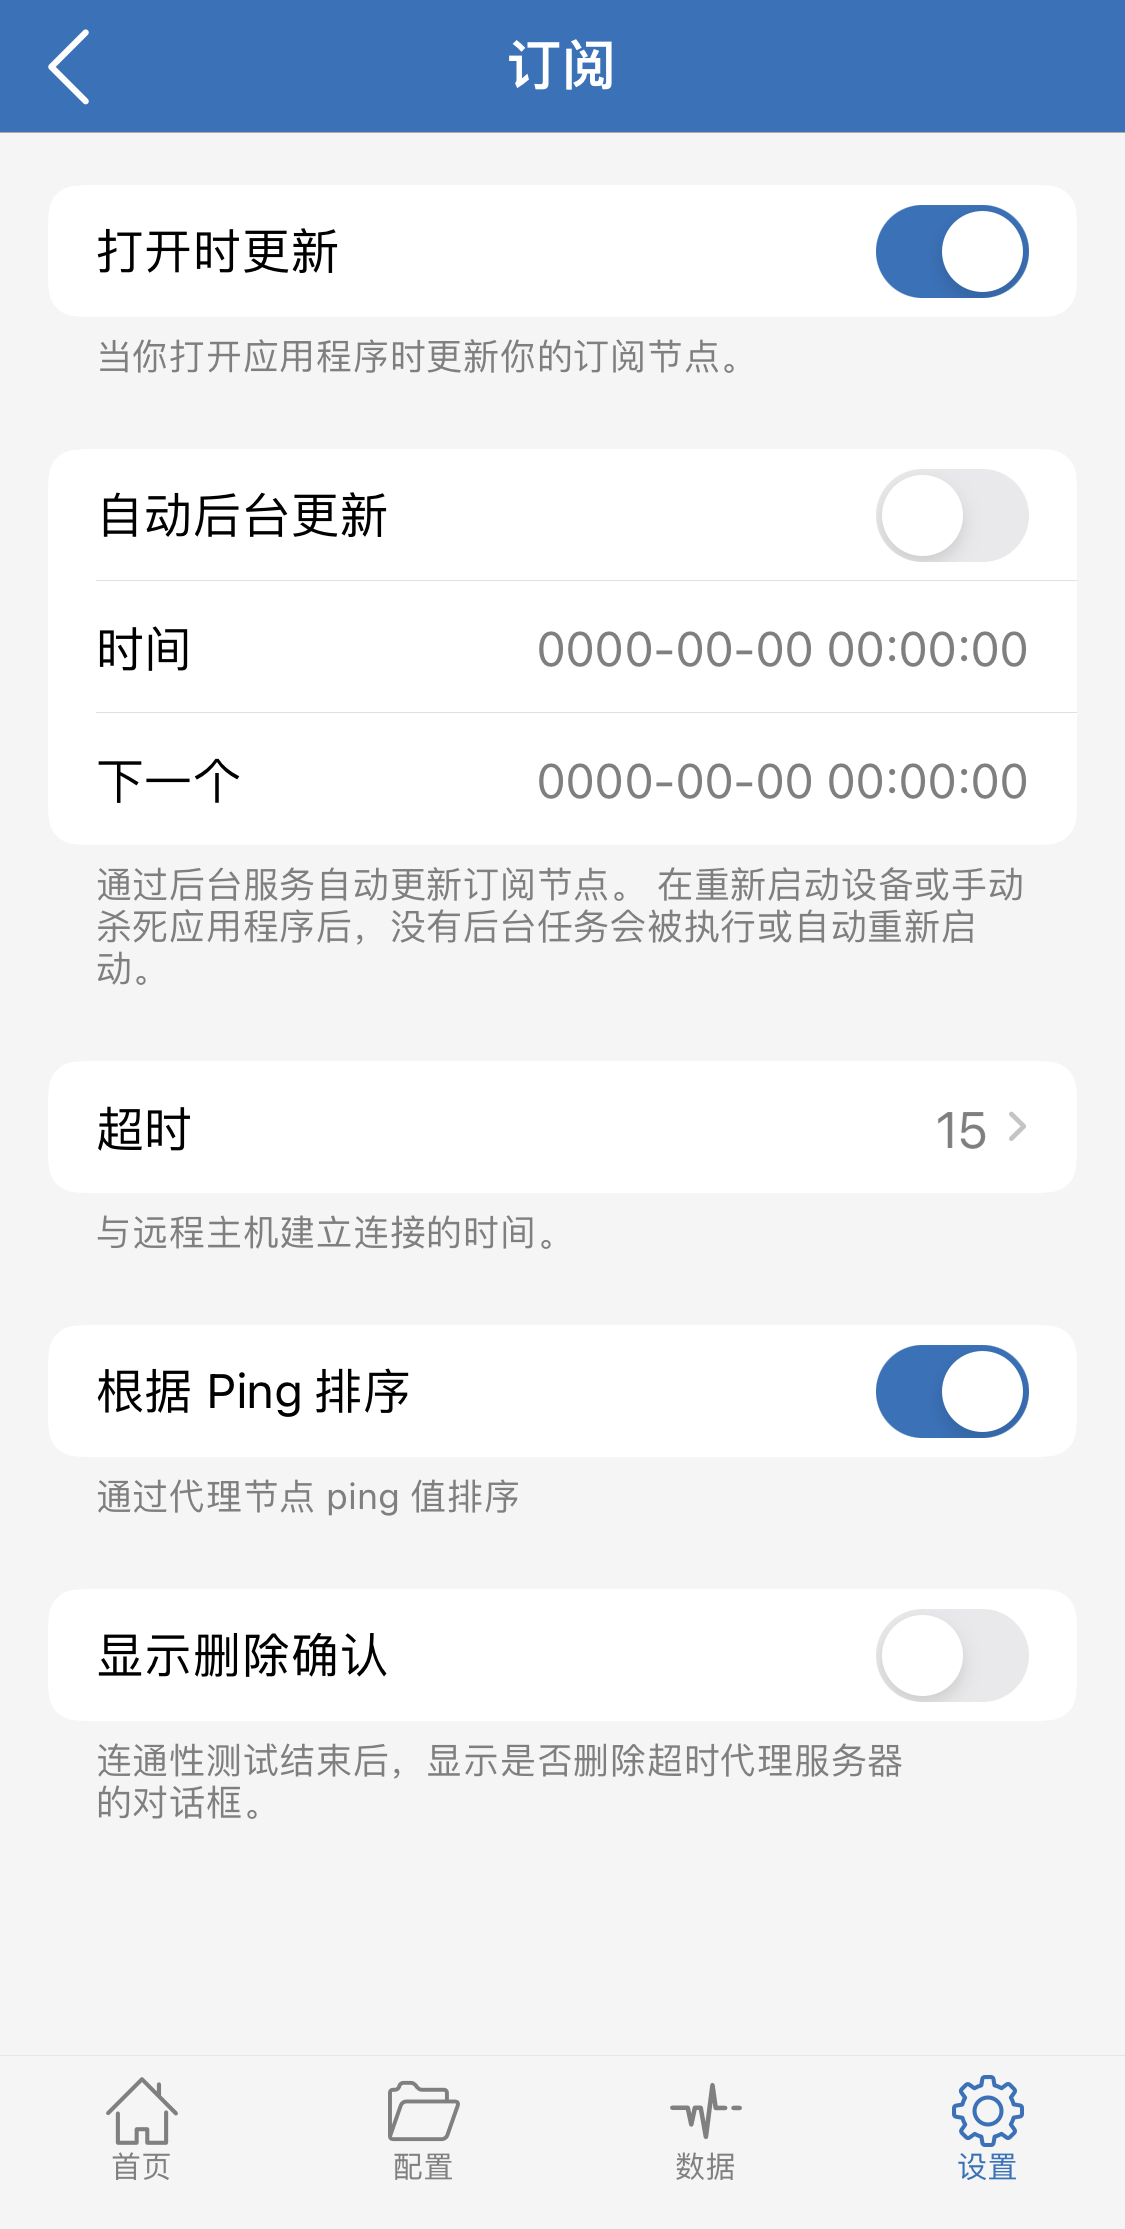 订阅
打开时更新
当你打开应用程序时更新你的订阅节点。
自动后台更新
时间 0000-00-00 00:00:00
下一个 0000-00-00 00:00:00
通过后台服务自动更新订阅节点。 在重新启动设备或手动
杀死应用程序后，没有后台任务会被执行或自动重新启
动。
超时 15
与远程主机建立连接的时间。
根据 Ping 排序
通过代理节点 ping 值排序
显示删除确认
连通性测试结束后，显示是否删除超时代理服务器
的对话框。
首页 配置 数据 设置